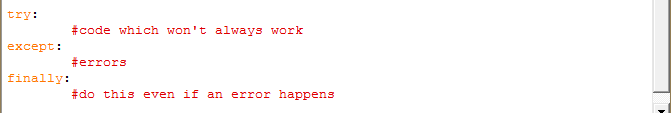 try:
        #code which won't always work
except:
        #errors
finally:
        #do this even if an error happens